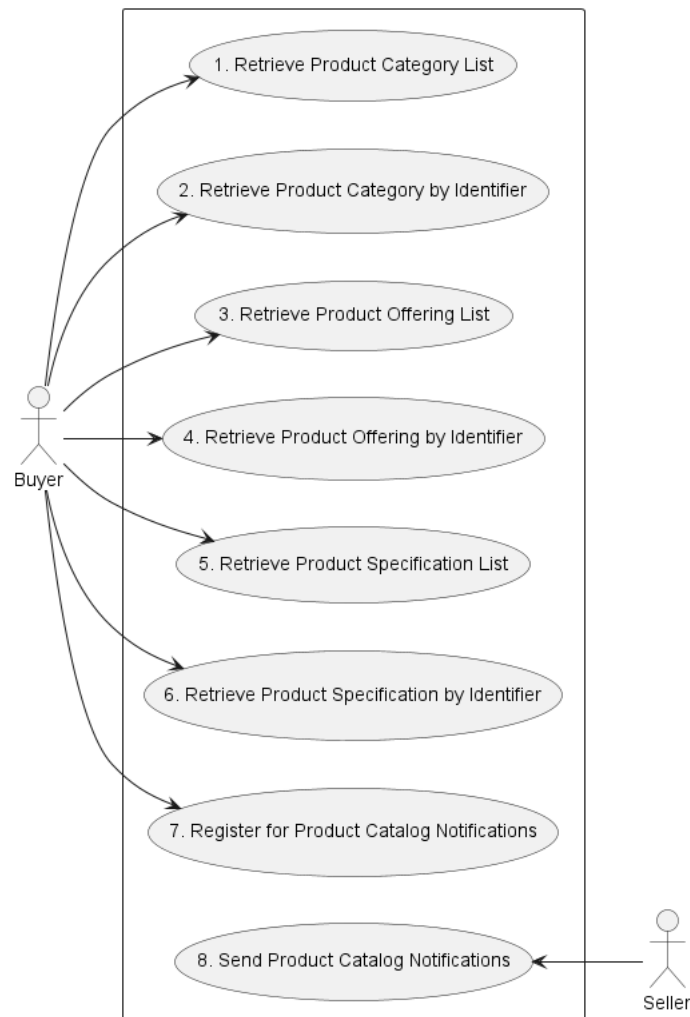 1. Retrieve Product Category List
2. Retrieve Product Category by Identifier
3. Retrieve Product Offering List
4. Retrieve Product Offering by Identifier
Buyer
5. Retrieve Product Specification List
6. Retrieve Product Specification by Identifier
7. Register for Product Catalog Notifications
8. Send Product Catalog Notifications
Seller